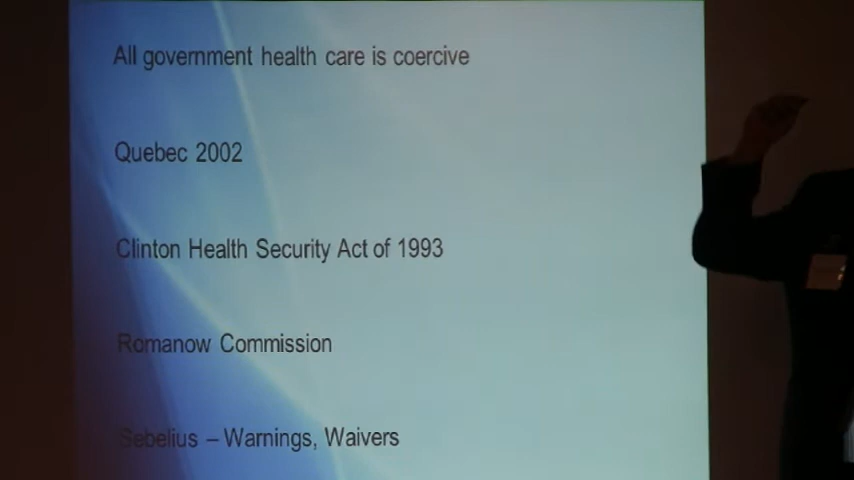 All government health care is coercive
Quebec 2002
Clinton Health Security Act of 1993
Romanow Commission
Sebelius – Warnings, Waivers